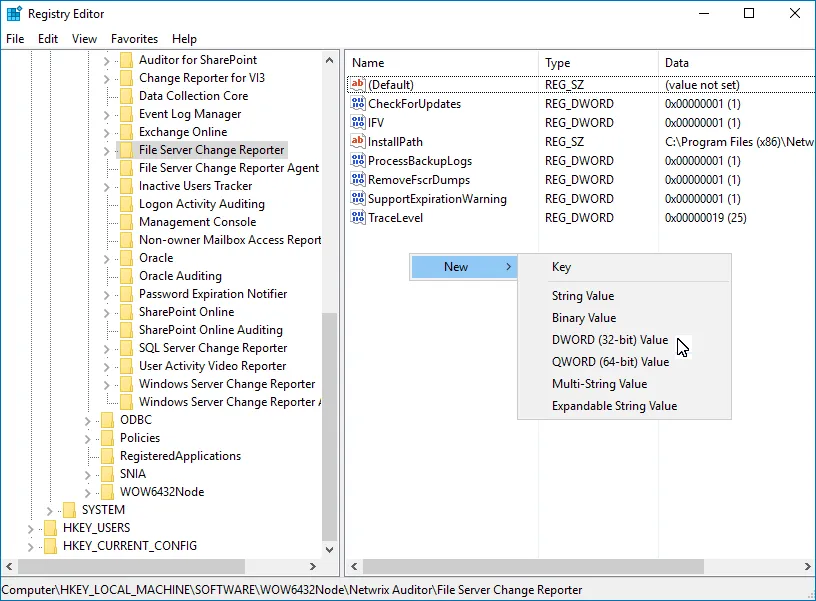 Registry Editor
File Edit View Favorites Help
Auditor for SharePoint
Change Reporter for VI3
Data Collection Core
Event Log Manager
Exchange Online
File Server Change Reporter
File Server Change Reporter Agent
Inactive Users Tracker
Logon Activity Auditing
Management Console
Non-owner Mailbox Access Report
Oracle
Oracle Auditing
Password Expiration Notifier
SharePoint Online
SharePoint Online Auditing
SQL Server Change Reporter
User Activity Video Reporter
Windows Server Change Reporter
Windows Server Change Reporter A
ODBC
Policies
RegisteredApplications
SNIA
WOW6432Node
SYSTEM
HKEY_USERS
HKEY_CURRENT_CONFIG
Name Type Data
(Default) REG_SZ (value not set)
CheckForUpdates REG_DWORD 0x00000001 (1)
IFV REG_DWORD 0x00000001 (1)
InstallPath REG_SZ C:\Program Files (x86)\Netw
ProcessBackupLogs REG_DWORD 0x00000001 (1)
RemoveFscrDumps REG_DWORD 0x00000001 (1)
SupportExpirationWarning REG_DWORD 0x00000001 (1)
TraceLevel REG_DWORD 0x00000019 (25)
New
Key
String Value
Binary Value
DWORD (32-bit) Value
QWORD (64-bit) Value
Multi-String Value
Expandable String Value
Computer\HKEY_LOCAL_MACHINE\SOFTWARE\WOW6432Node\Netwrix Auditor\File Server Change Reporter